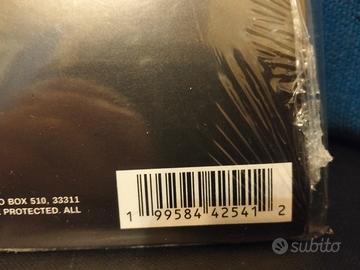 O BOX 510, 33311
PROTECTED. ALL
1 99584 42541 2
subito